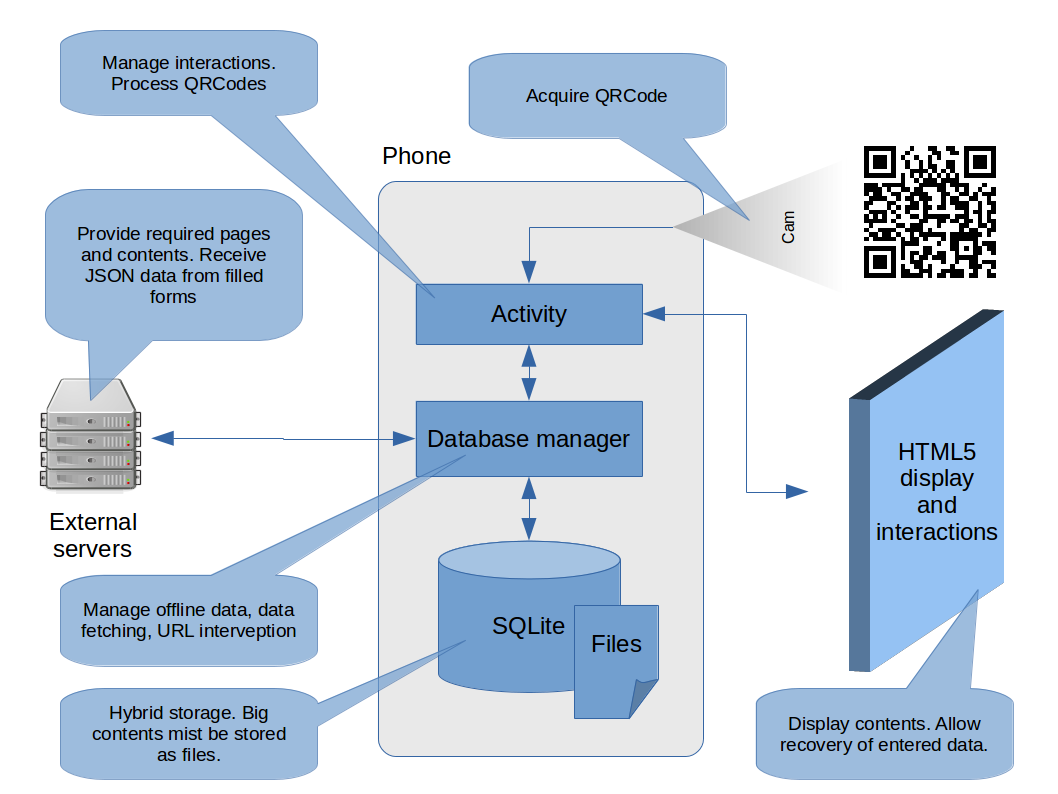 Manage interactions.
Process QRCodes
Acquire QRCode
Phone
Provide required pages
and contents. Receive
JSON data from filled
forms
Cam
Activity
Database manager
HTML5
display
and
interactions
External
servers
Manage offline data, data
fetching, URL interveption
SQLite
Files
Hybrid storage. Big
contents mist be stored
as files.
Display contents. Allow
recovery of entered data.